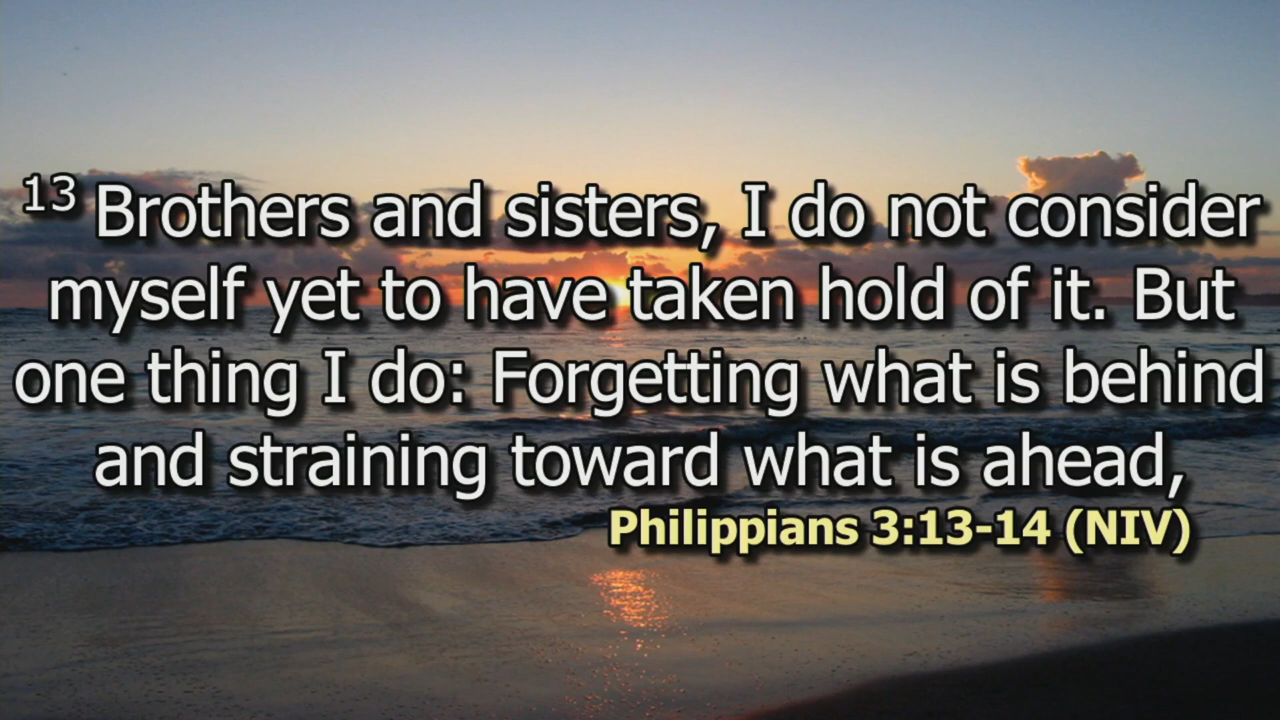 13 Brothers and sisters, I do not consider
myself yet to have taken hold of it. But
one thing I do: Forgetting what is behind
and straining toward what is ahead,
Philippians 3:13-14 (NIV)